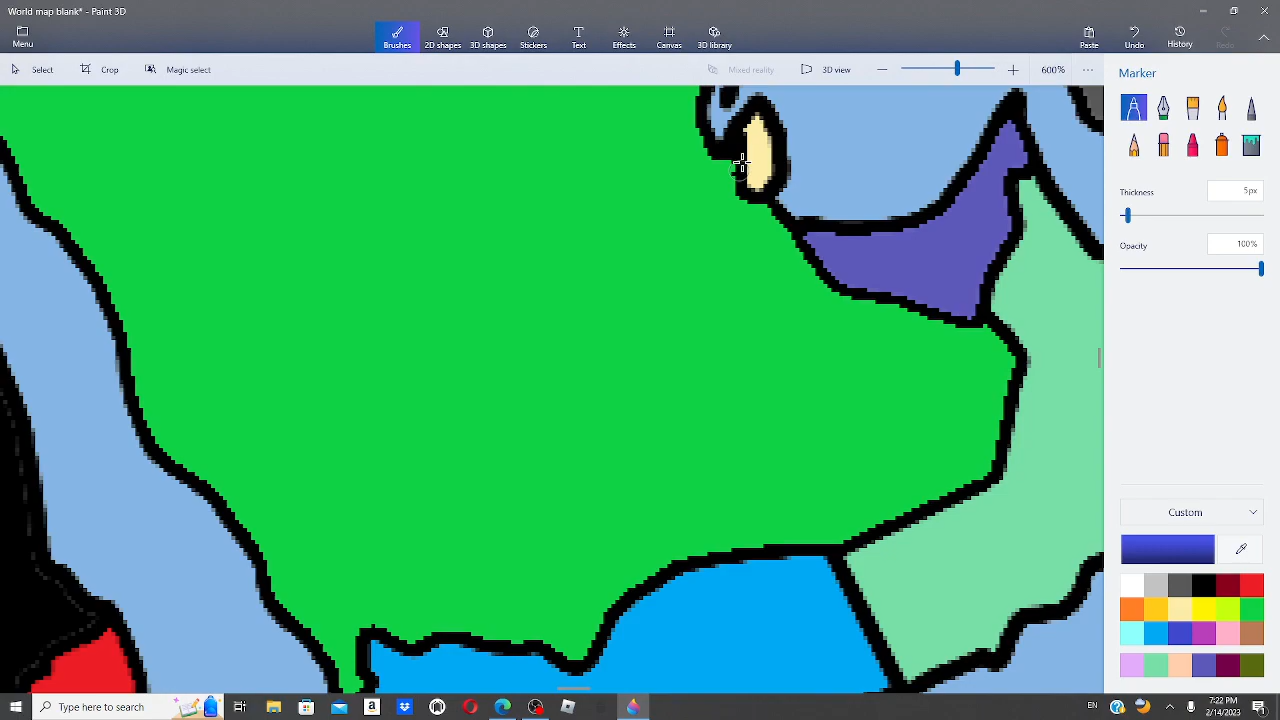 World map blank* - Paint 3D
Menu
Brushes
2D shapes
3D shapes
Stickers
Text
Effects
Canvas
3D library
Paste
Undo
History
Redo
Select
Crop
Magic select
Mixed reality
3D view
600%
Marker
Thickness
5px
Opacity
100%
Custom
Type here to search
EN
7:22 PM
2/14/2023